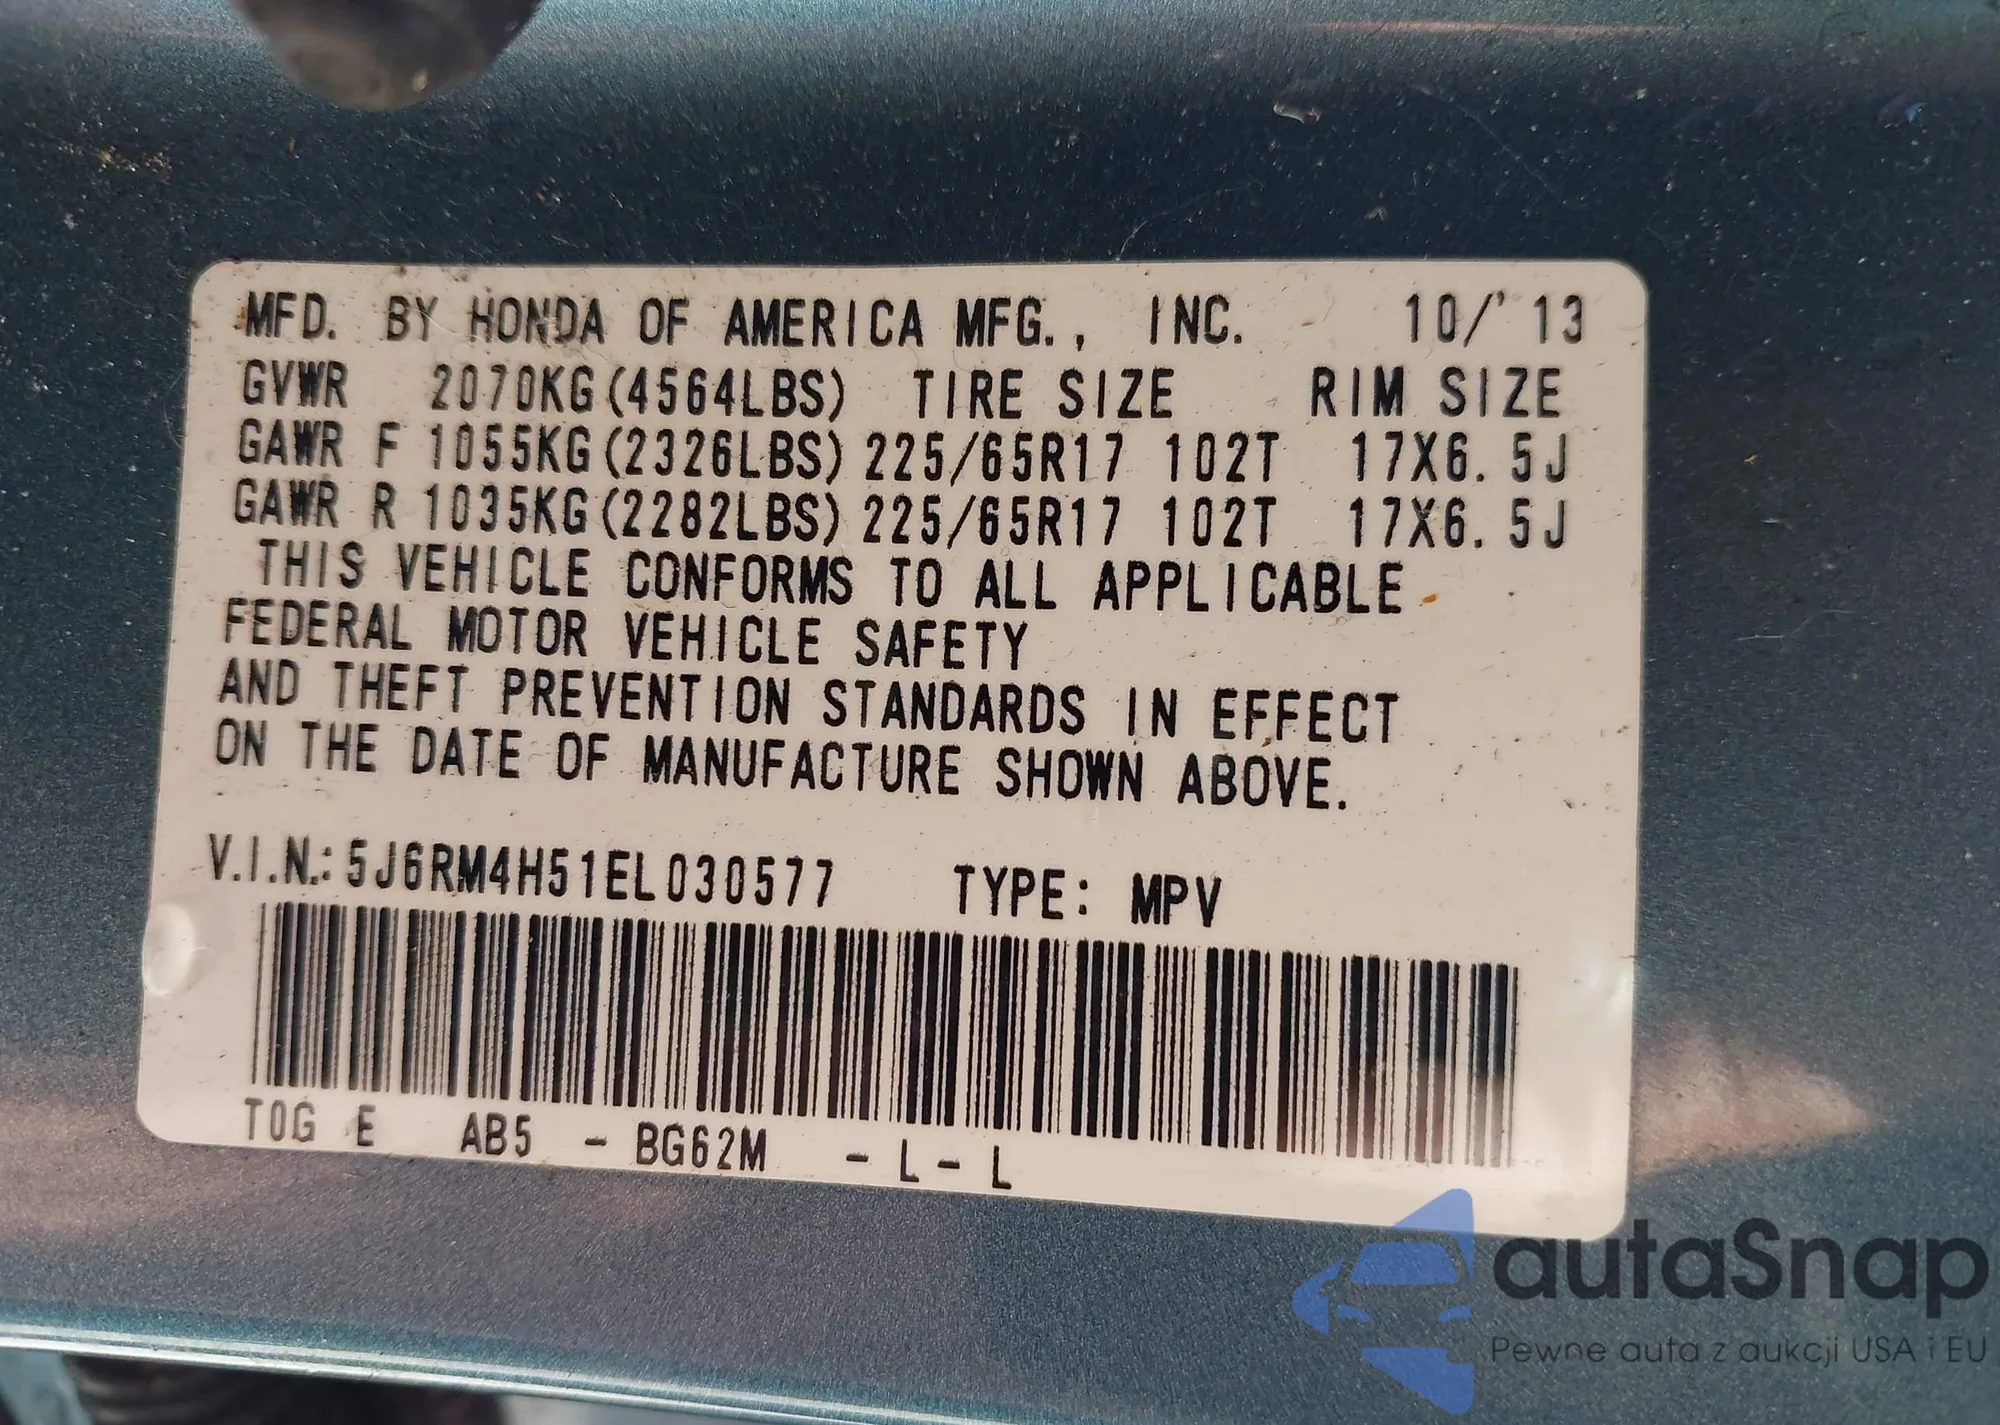 MFD. BY HONDA OF AMERICA MFG., INC. 10/'13
GVWR 2070KG(4564LBS) TIRE SIZE RIM SIZE
GAWR F 1055KG(2326LBS) 225/65R17 102T 17X6.5J
GAWR R 1035KG(2282LBS) 225/65R17 102T 17X6.5J
THIS VEHICLE CONFORMS TO ALL APPLICABLE
FEDERAL MOTOR VEHICLE SAFETY
AND THEFT PREVENTION STANDARDS IN EFFECT
ON THE DATE OF MANUFACTURE SHOWN ABOVE.
V.I.N.: 5J6RM4H51EL030577 TYPE: MPV
T0G E AB5 - BG62M - L - L
autaSnap
Pewne auta z aukcji USA i EU